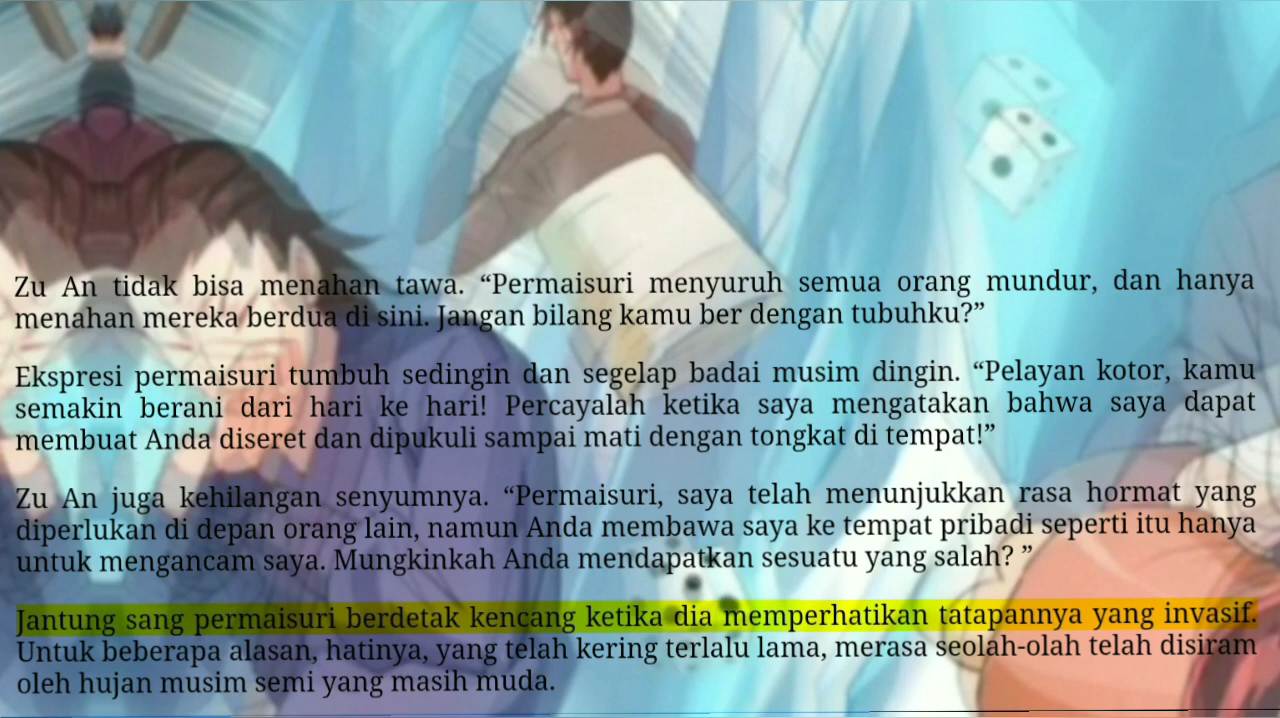 Zu An tidak bisa menahan tawa. “Permaisuri menyuruh semua orang mundur, dan hanya
menahan mereka berdua di sini. Jangan bilang kamu ber dengan tubuhku?”
Ekspresi permaisuri tumbuh sedingin dan segelap badai musim dingin. “Pelayan kotor, kamu
semakin berani dari hari ke hari! Percayalah ketika saya mengatakan bahwa saya dapat
membuat Anda diseret dan dipukuli sampai mati dengan tongkat di tempat!”
Zu An juga kehilangan senyumnya. “Permaisuri, saya telah menunjukkan rasa hormat yang
diperlukan di depan orang lain, namun Anda membawa saya ke tempat pribadi seperti itu hanya
untuk mengancam saya. Mungkinkah Anda mendapatkan sesuatu yang salah? ”
Jantung sang permaisuri berdetak kencang ketika dia memperhatikan tatapannya yang invasif.
Untuk beberapa alasan, hatinya, yang telah kering terlalu lama, merasa seolah-olah telah disiram
oleh hujan musim semi yang masih muda.